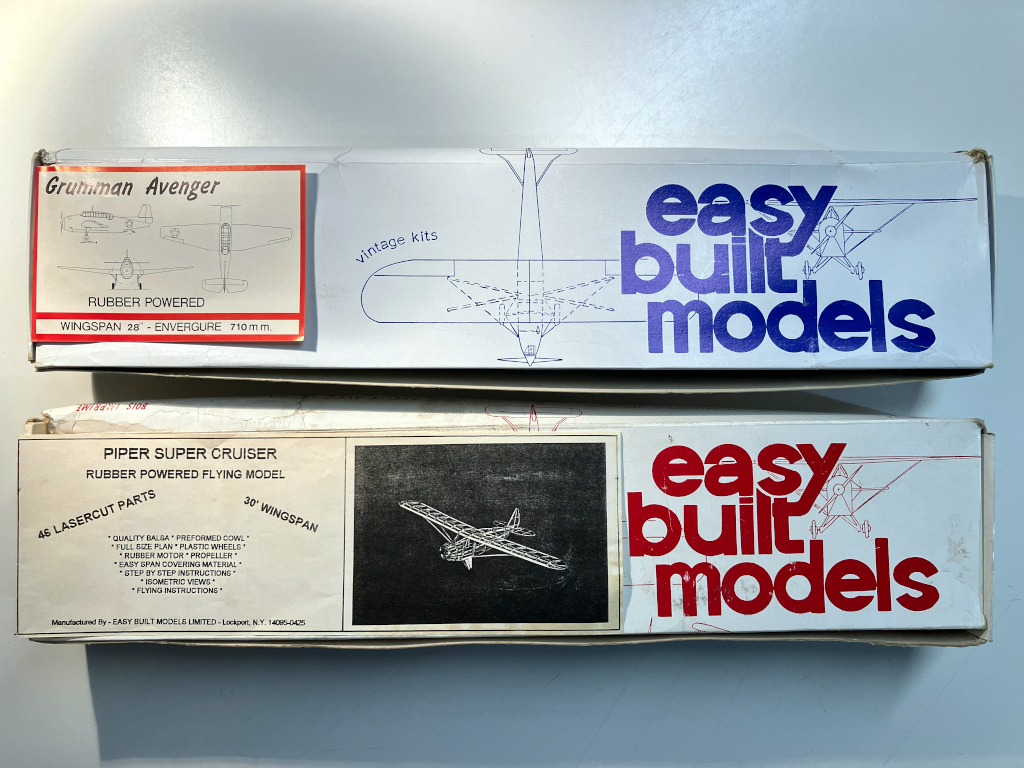 Grumman Avenger
RUBBER POWERED
WINGSPAN 28" - ENVERGURE 710 m m.
vintage kits
easy
built
models
BOIS IMPRIME
PIPER SUPER CRUISER
RUBBER POWERED FLYING MODEL
46 LASERCUT PARTS
30' WINGSPAN
* QUALITY BALSA * PREFORMED COWL *
* FULL SIZE PLAN * PLASTIC WHEELS *
* RUBBER MOTOR * PROPELLER *
* EASY SPAN COVERING MATERIAL *
* STEP BY STEP INSTRUCTIONS *
* ISOMETRIC VIEWS *
* FLYING INSTRUCTIONS *
Manufactured By - EASY BUILT MODELS LIMITED - Lockport, N.Y. 14095-0425
easy
built
models